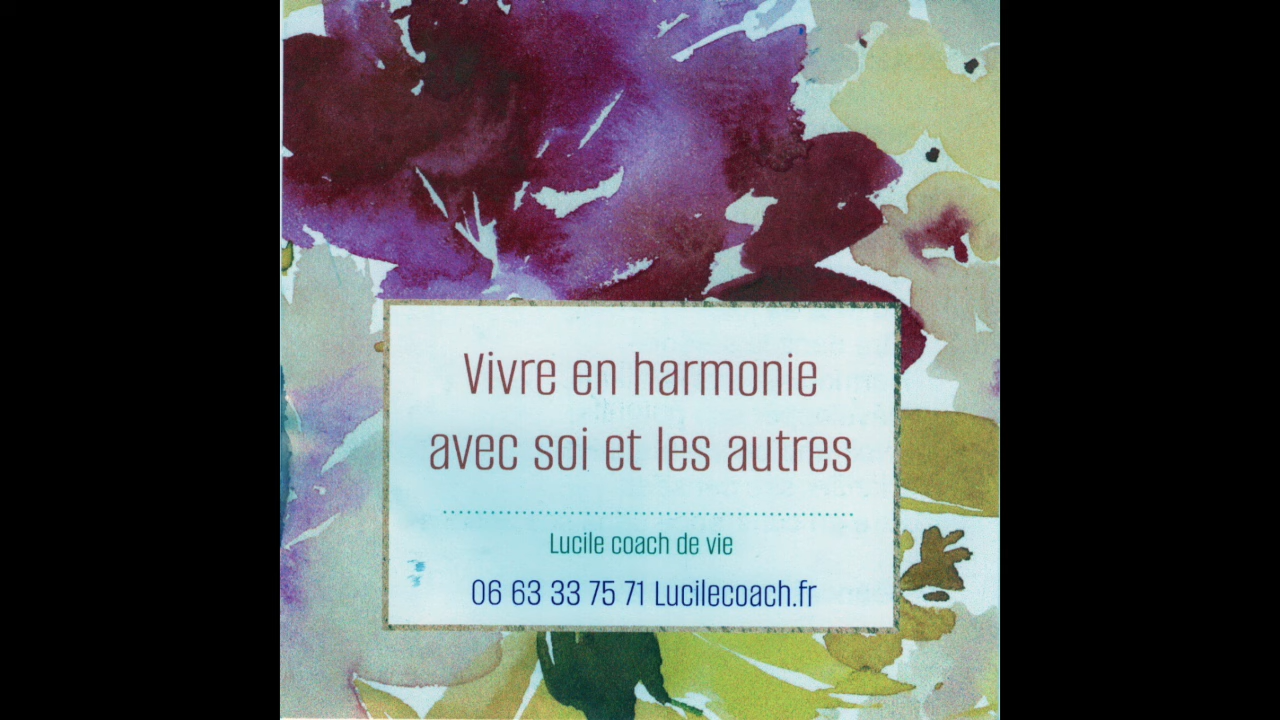 Vivre en harmonie
avec soi et les autres
Lucile coach de vie
06 63 33 75 71 Lucilecoach.fr